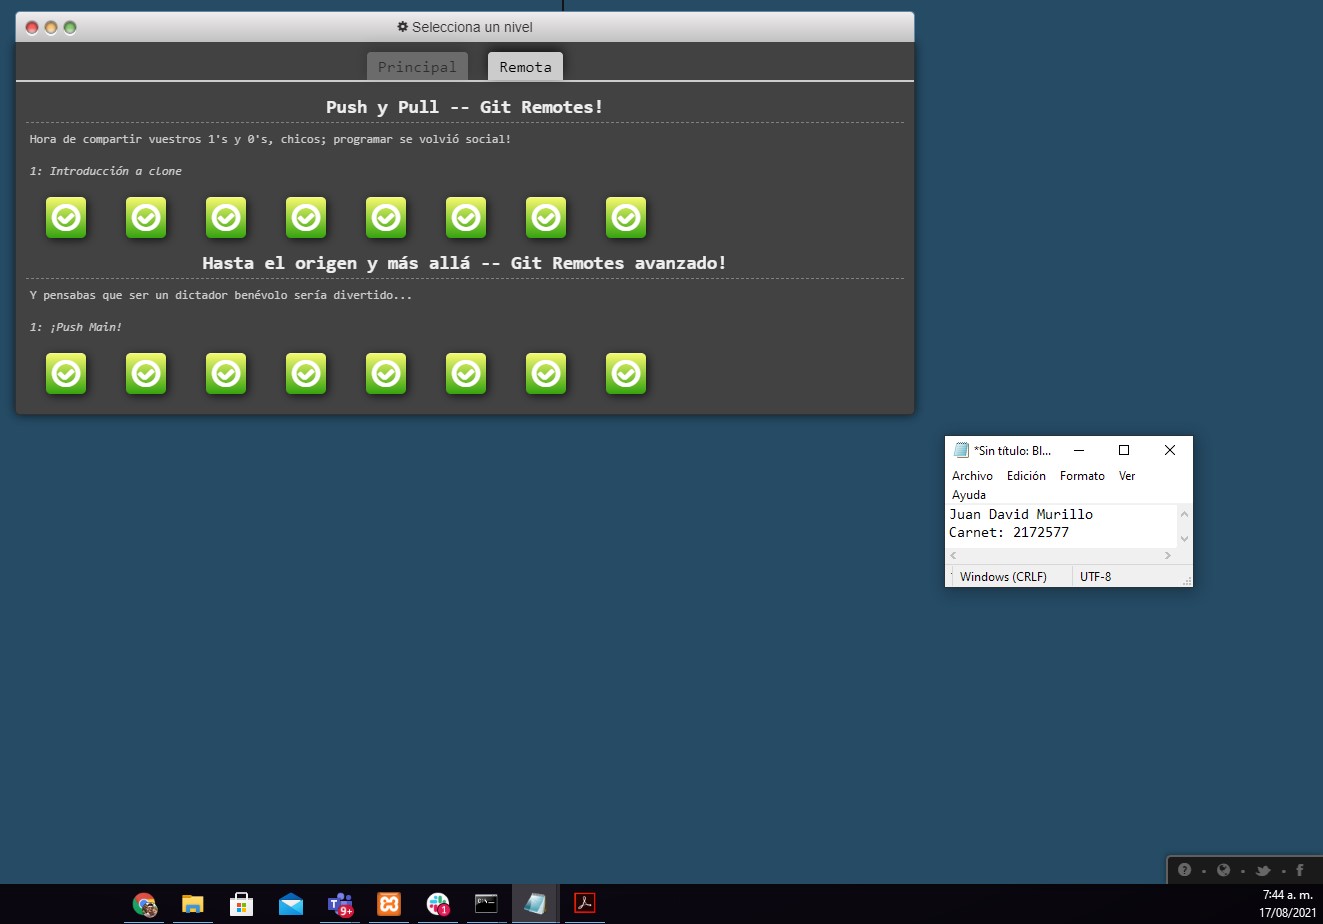 Selecciona un nivel
Principal Remota
Push y Pull -- Git Remotes!
Hora de compartir vuestros 1's y 0's, chicos; programar se volvió social!
1: Introducción a clone
Hasta el origen y más allá -- Git Remotes avanzado!
Y pensabas que ser un dictador benévolo sería divertido...
1: ¡Push Main!
*Sin título: Bl...
Archivo Edición Formato Ver
Ayuda
Juan David Murillo
Carnet: 2172577
Windows (CRLF) UTF-8
9+
1
7:44 a. m.
17/08/2021